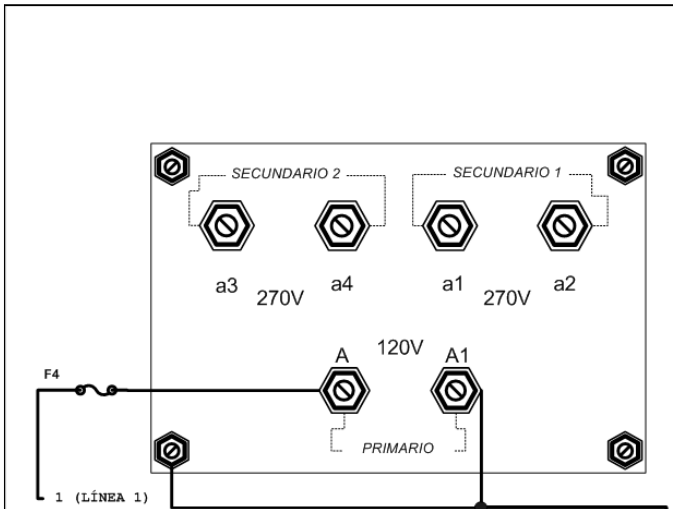 SECUNDARIO 2
SECUNDARIO 1
a3
270V
a4
a1
270V
a2
120V
A
A1
F4
PRIMARIO
1 (LÍNEA 1)